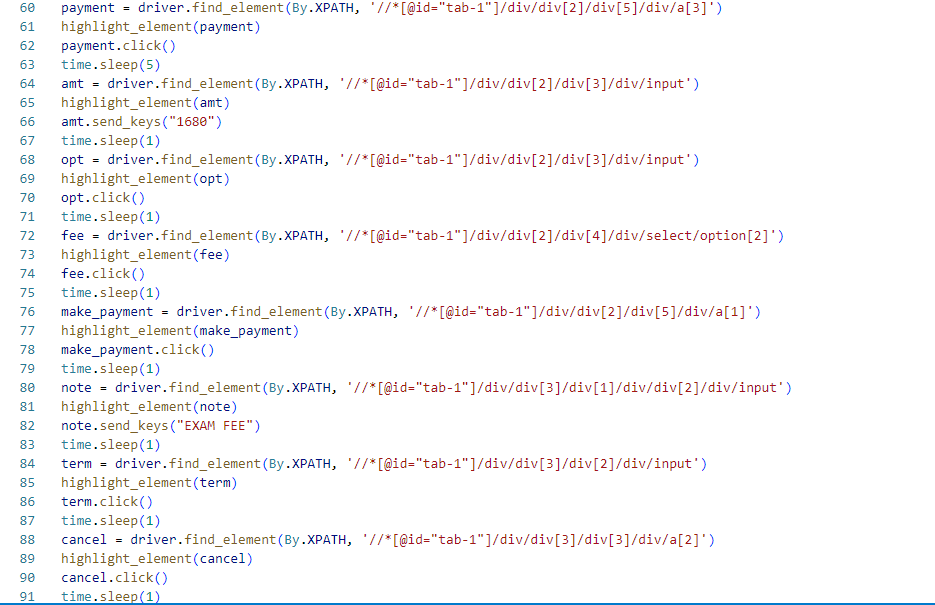 60 payment = driver.find_element(By.XPATH, '//*[@id="tab-1"]/div/div[2]/div[5]/div/a[3]')
61 highlight_element(payment)
62 payment.click()
63 time.sleep(5)
64 amt = driver.find_element(By.XPATH, '//*[@id="tab-1"]/div/div[2]/div[3]/div/input')
65 highlight_element(amt)
66 amt.send_keys("1680")
67 time.sleep(1)
68 opt = driver.find_element(By.XPATH, '//*[@id="tab-1"]/div/div[2]/div[3]/div/input')
69 highlight_element(opt)
70 opt.click()
71 time.sleep(1)
72 fee = driver.find_element(By.XPATH, '//*[@id="tab-1"]/div/div[2]/div[4]/div/select/option[2]')
73 highlight_element(fee)
74 fee.click()
75 time.sleep(1)
76 make_payment = driver.find_element(By.XPATH, '//*[@id="tab-1"]/div/div[2]/div[5]/div/a[1]')
77 highlight_element(make_payment)
78 make_payment.click()
79 time.sleep(1)
80 note = driver.find_element(By.XPATH, '//*[@id="tab-1"]/div/div[3]/div[1]/div/div[2]/div/input')
81 highlight_element(note)
82 note.send_keys("EXAM FEE")
83 time.sleep(1)
84 term = driver.find_element(By.XPATH, '//*[@id="tab-1"]/div/div[3]/div[2]/div/input')
85 highlight_element(term)
86 term.click()
87 time.sleep(1)
88 cancel = driver.find_element(By.XPATH, '//*[@id="tab-1"]/div/div[3]/div[3]/div/a[2]')
89 highlight_element(cancel)
90 cancel.click()
91 time.sleep(1)